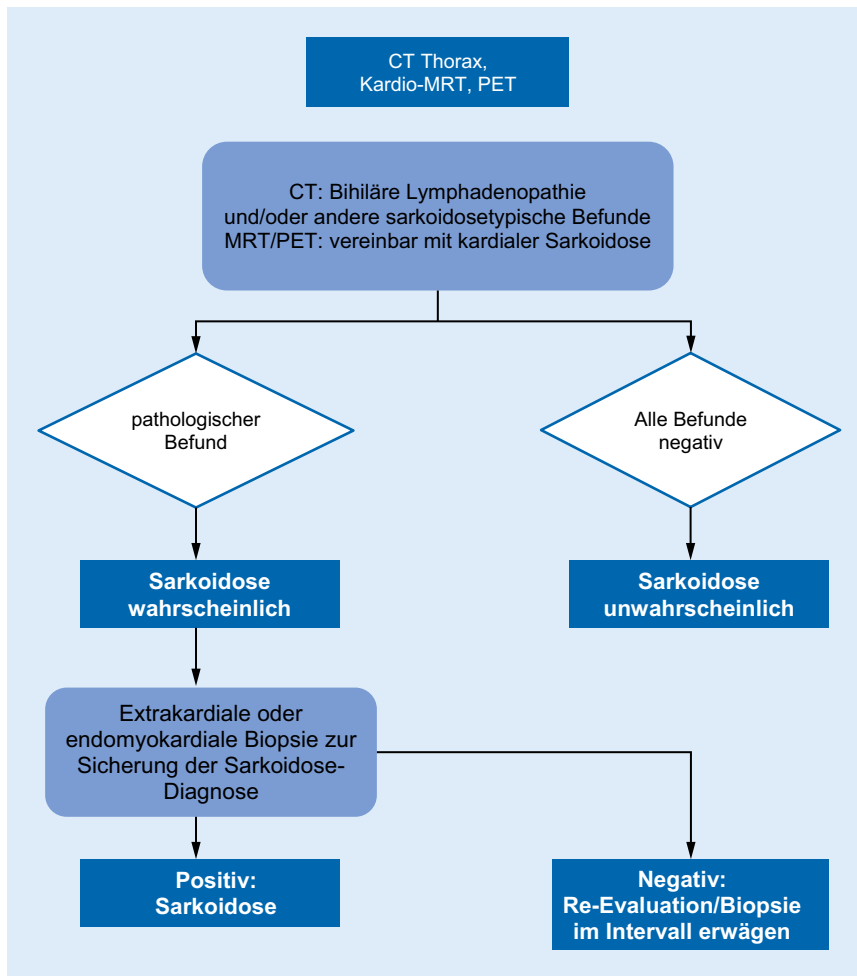 CT Thorax,
Kardio-MRT, PET
CT: Bihiläre Lymphadenopathie
und/oder andere sarkoidosetypische Befunde
MRT/PET: vereinbar mit kardialer Sarkoidose
pathologischer
Befund
Alle Befunde
negativ
Sarkoidose
wahrscheinlich
Sarkoidose
unwahrscheinlich
Extrakardiale oder
endomyokardiale Biopsie zur
Sicherung der Sarkoidose-
Diagnose
Positiv:
Sarkoidose
Negativ:
Re-Evaluation/Biopsie
im Intervall erwägen